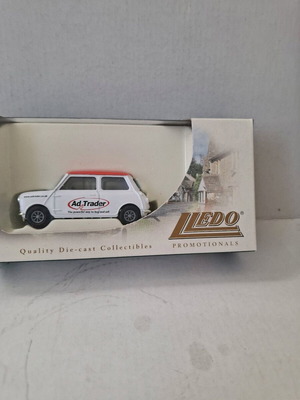 Ad Trader
LLEDO
PROMOTIONALS
Quality Die-cast Collectibles